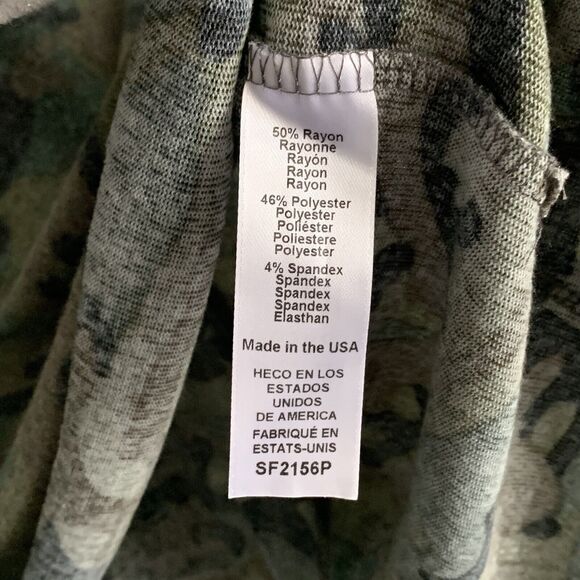 50% Rayon
Rayonne
Rayón
Rayon
Rayon
46% Polyester
Polyester
Poliéster
Poliestere
Polyester
4% Spandex
Spandex
Spandex
Spandex
Elasthan
Made in the USA
HECO EN LOS
ESTADOS
UNIDOS
DE AMERICA
FABRIQUÉ EN
ESTATS-UNIS
SF2156P